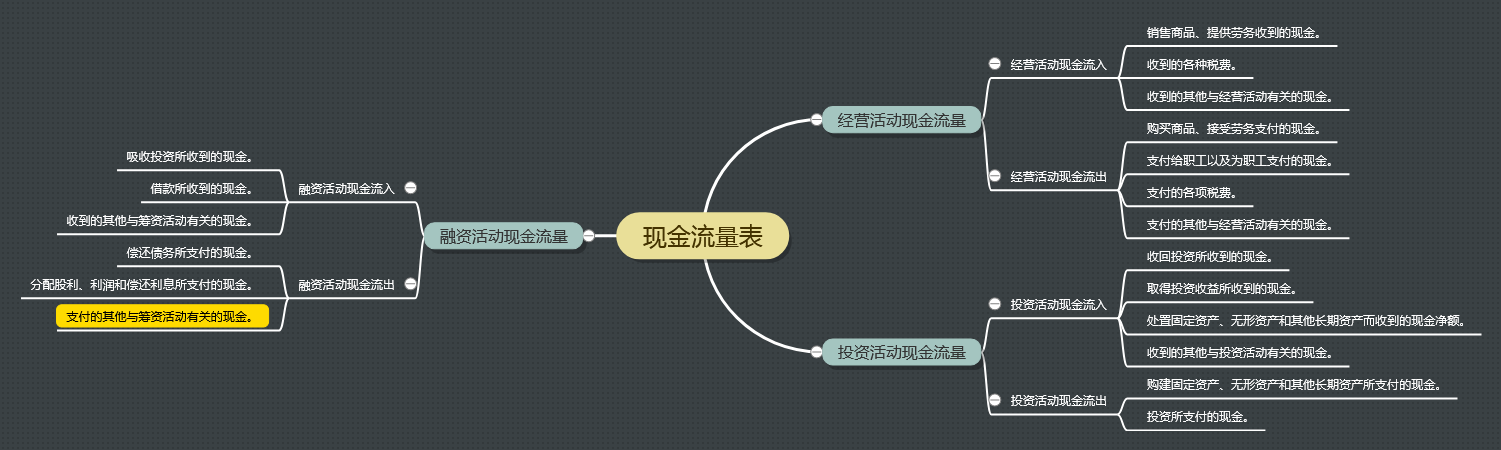 现金流量表
经营活动现金流量
经营活动现金流入
销售商品、提供劳务收到的现金。
收到的各种税费。
收到的其他与经营活动有关的现金。
经营活动现金流出
购买商品、接受劳务支付的现金。
支付给职工以及为职工支付的现金。
支付的各项税费。
支付的其他与经营活动有关的现金。
投资活动现金流量
投资活动现金流入
收回投资所收到的现金。
取得投资收益所收到的现金。
处置固定资产、无形资产和其他长期资产而收到的现金净额。
收到的其他与投资活动有关的现金。
投资活动现金流出
购建固定资产、无形资产和其他长期资产所支付的现金。
投资所支付的现金。
融资活动现金流量
融资活动现金流入
吸收投资所收到的现金。
借款所收到的现金。
收到的其他与筹资活动有关的现金。
融资活动现金流出
偿还债务所支付的现金。
分配股利、利润和偿还利息所支付的现金。
支付的其他与筹资活动有关的现金。